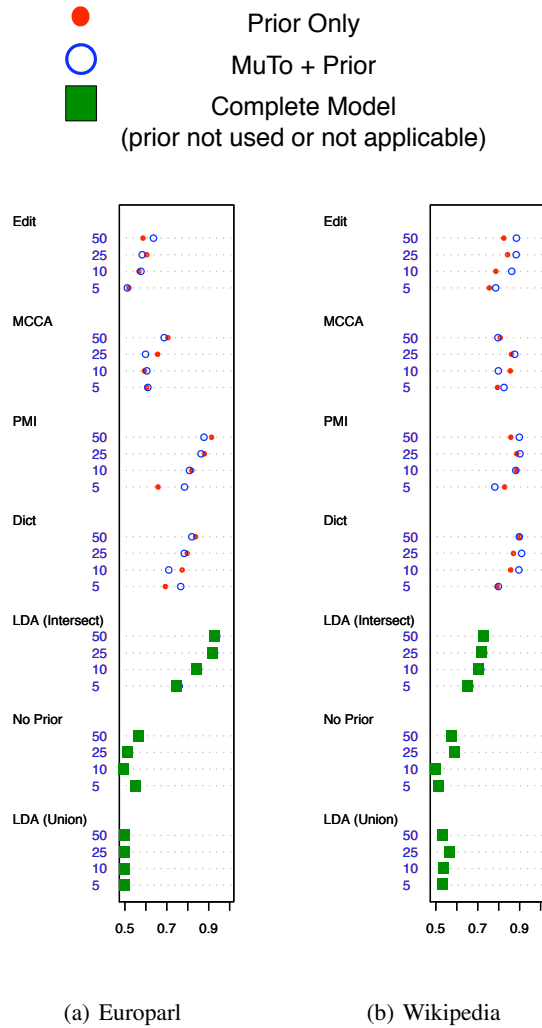 Prior Only
MuTo + Prior
Complete Model
(prior not used or not applicable)
Edit
50
25
10
5
MCCA
50
25
10
5
PMI
50
25
10
5
Dict
50
25
10
5
LDA (Intersect)
50
25
10
5
No Prior
50
25
10
5
LDA (Union)
50
25
10
5
0.5 0.7 0.9
(a) Europarl
Edit
50
25
10
5
MCCA
50
25
10
5
PMI
50
25
10
5
Dict
50
25
10
5
LDA (Intersect)
50
25
10
5
No Prior
50
25
10
5
LDA (Union)
50
25
10
5
0.5 0.7 0.9
(b) Wikipedia